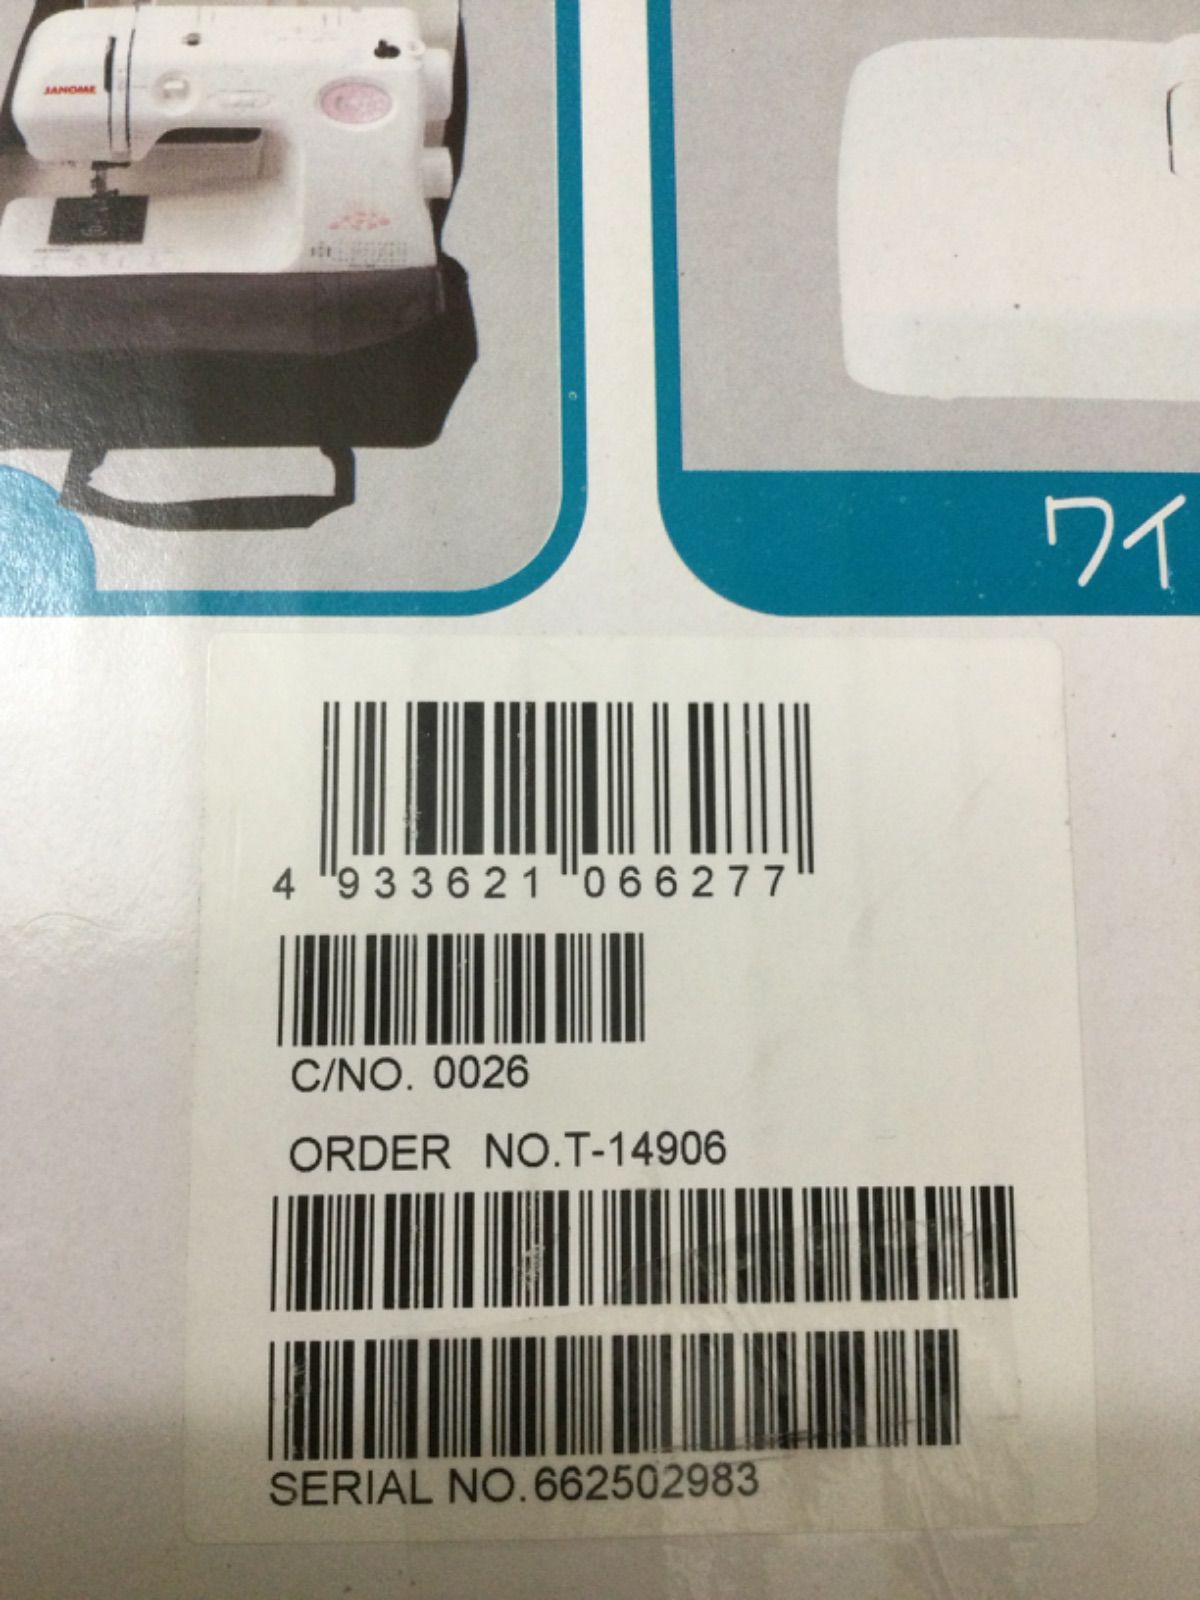 JANOME
ワイ
4 933621 066277
C/NO. 0026
ORDER NO.T-14906
SERIAL NO.662502983